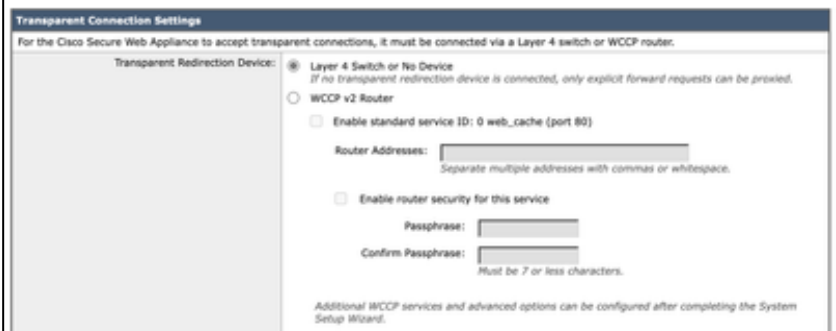 Transparent Connection Settings
For the Cisco Secure Web Appliance to accept transparent connections, it must be connected via a Layer 4 switch or WCCP router.
Transparent Redirection Device:
Layer 4 Switch or No Device
If no transparent redirection device is connected, only explicit forward requests can be proxied.
WCCP v2 Router
Enable standard service ID: 0 web_cache (port 80)
Router Addresses:
Separate multiple addresses with commas or whitespace.
Enable router security for this service
Passphrase:
Confirm Passphrase:
Must be 7 or less characters.
Additional WCCP services and advanced options can be configured after completing the System
Setup Wizard.